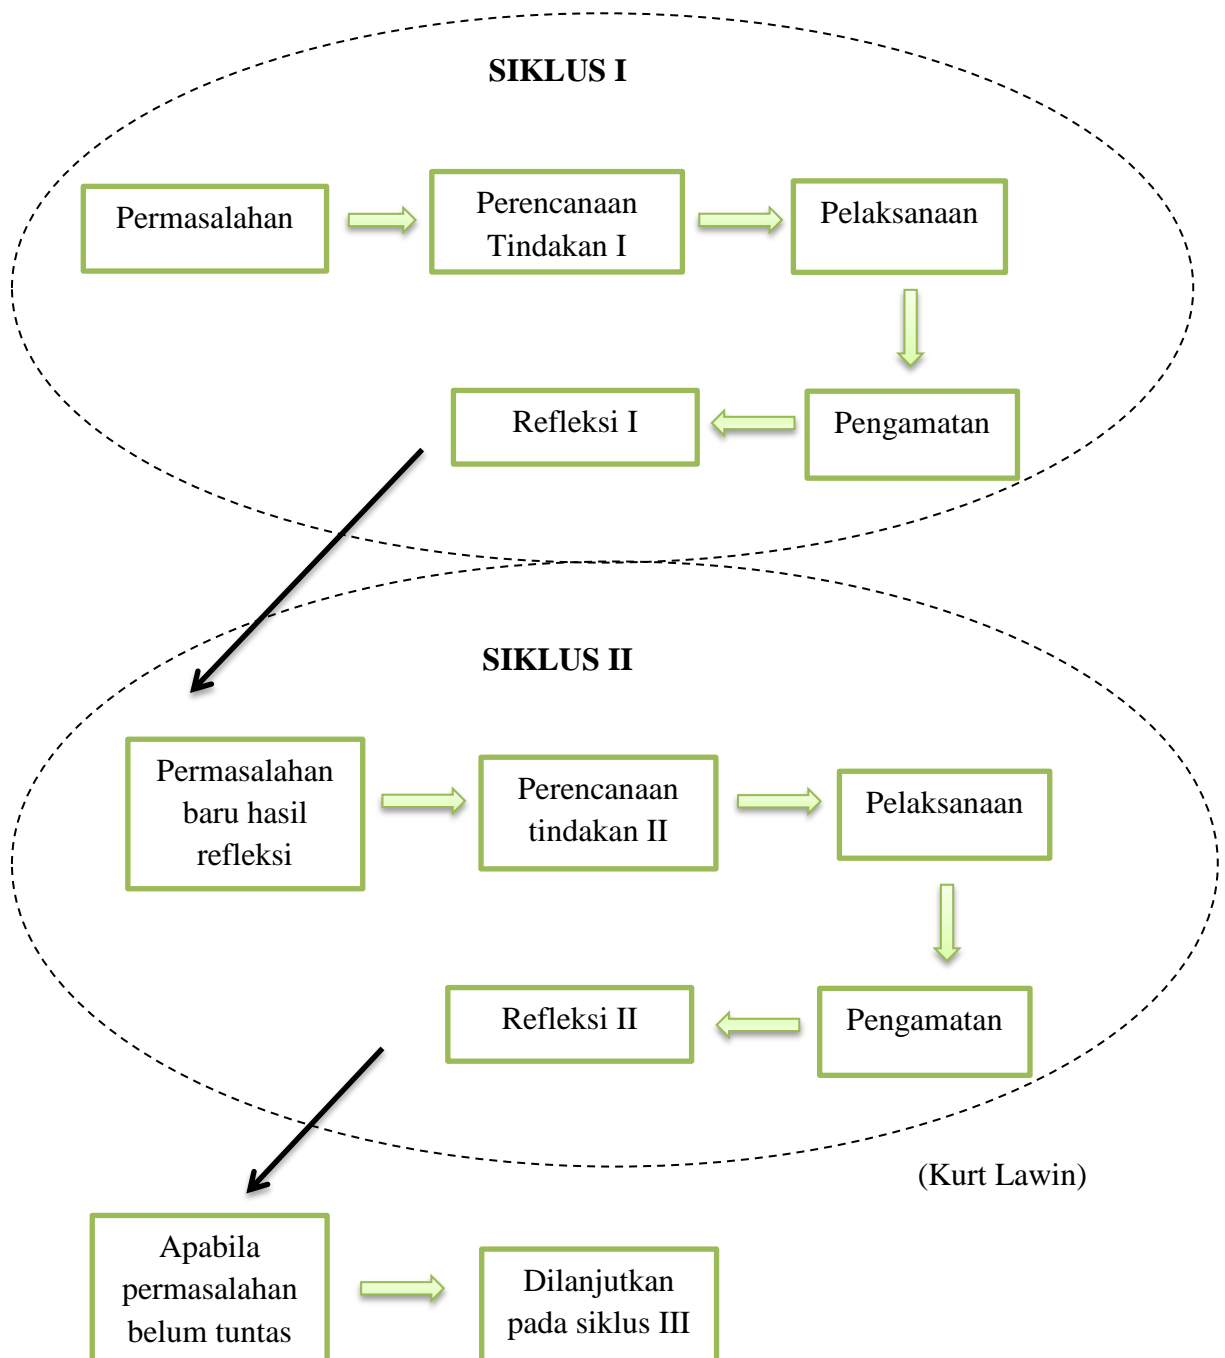 SIKLUS I
Permasalahan
Perencanaan
Tindakan I
Pelaksanaan
Refleksi I
Pengamatan
SIKLUS II
Permasalahan
baru hasil
refleksi
Perencanaan
tindakan II
Pelaksanaan
Refleksi II
Pengamatan
(Kurt Lawin)
Apabila
permasalahan
belum tuntas
Dilanjutkan
pada siklus III